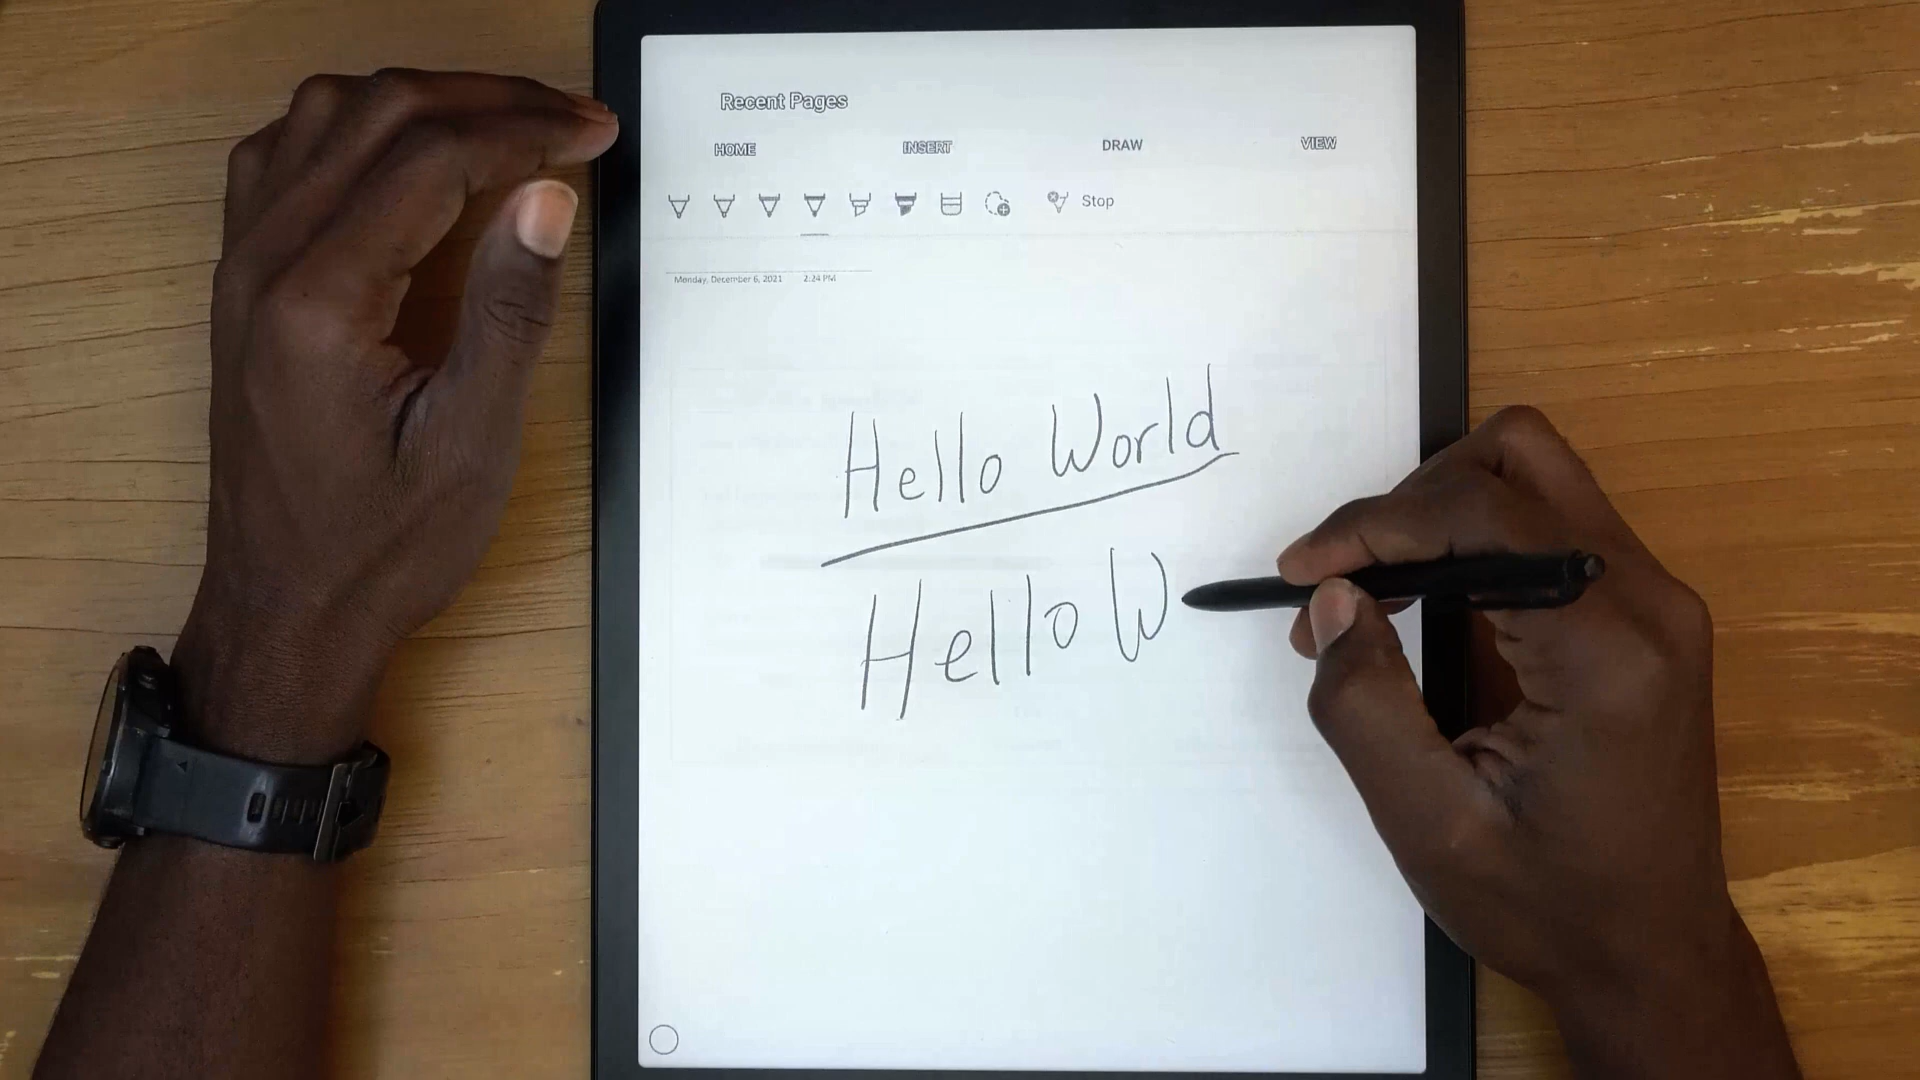 Recent Pages
HOME INSERT DRAW VIEW
Stop
Monday, December 6, 2021 2:24 PM
Hello World
Hello W